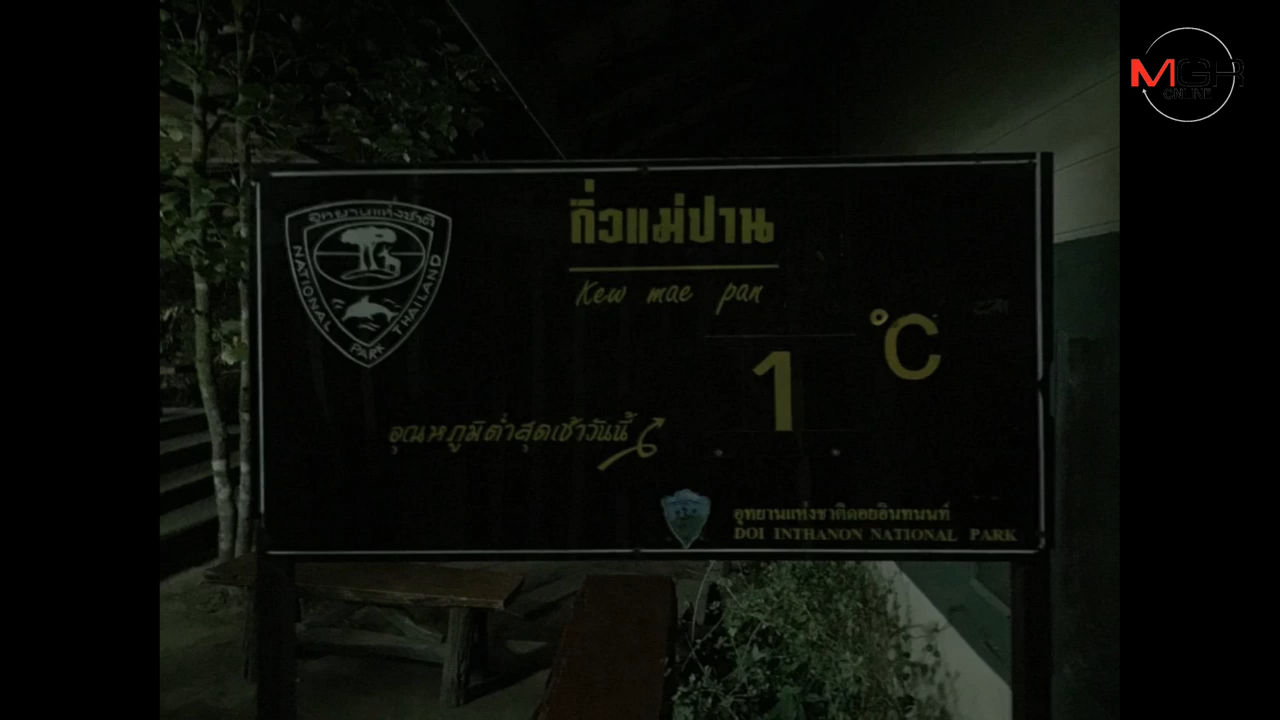 MGR
ONLINE
อุทยานแห่งชาติ
NATIONAL PARK THAILAND
กิ่วแม่ปาน
Kew mae pan
°C
1
อุณหภูมิต่ำสุดเช้าวันนี้
อุทยานแห่งชาติดอยอินทนนท์
DOI INTHANON NATIONAL PARK